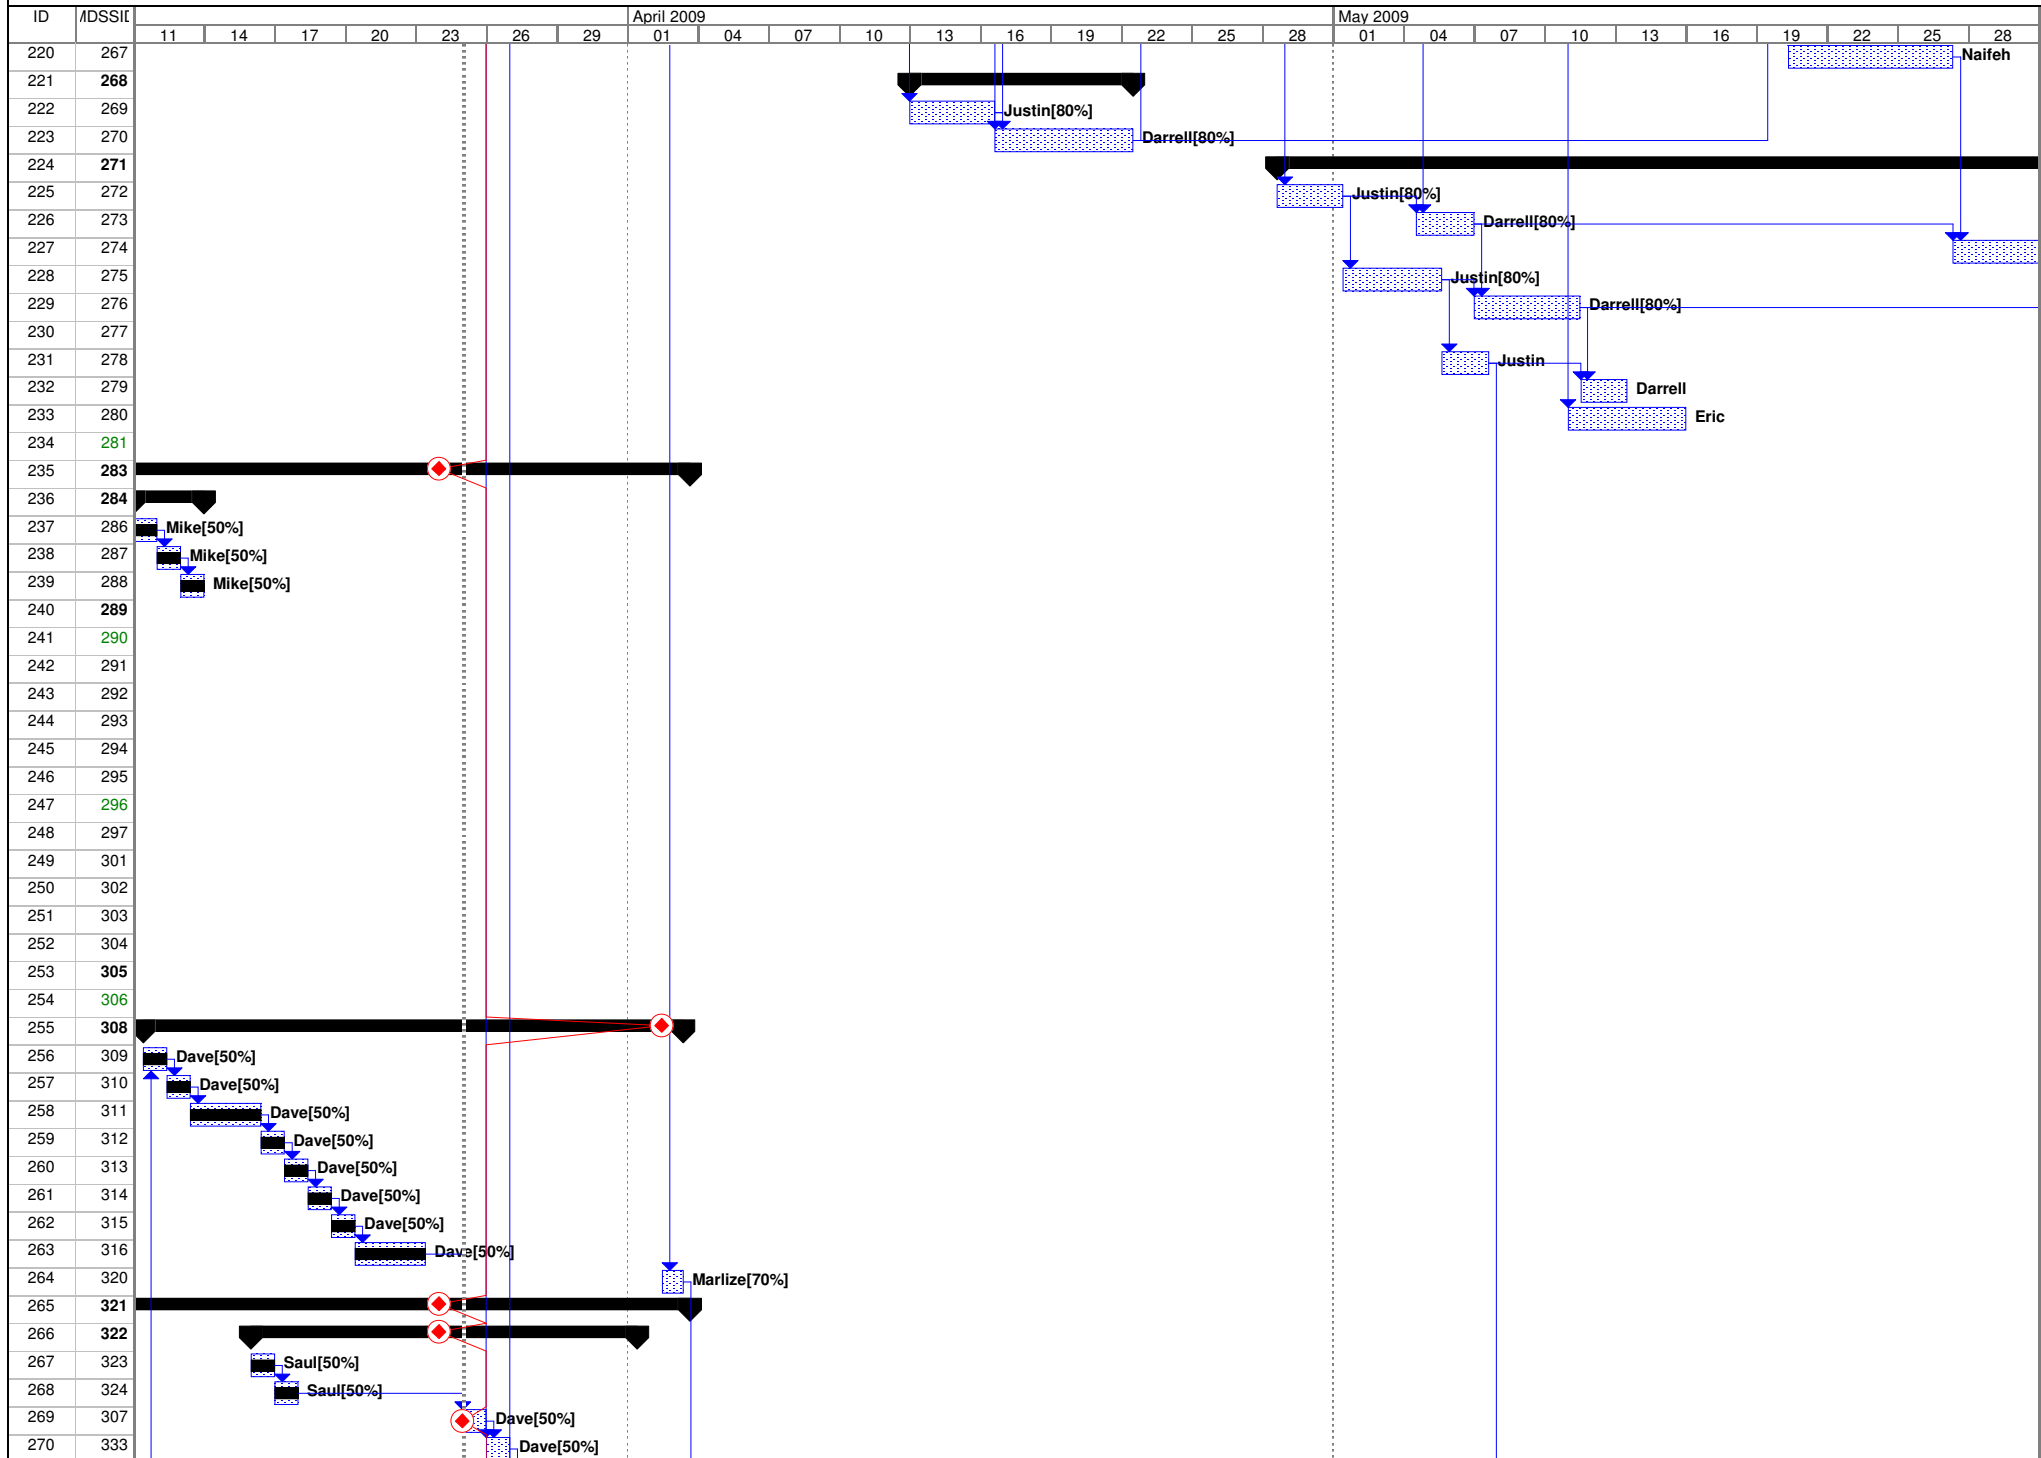 ID MDSSID April 2009 May 2009
11 14 17 20 23 26 29 01 04 07 10 13 16 19 22 25 28 01 04 07 10 13 16 19 22 25 28
220 267 Naifeh
221 268
222 269 Justin[80%]
223 270 Darrell[80%]
224 271
225 272 Justin[80%]
226 273 Darrell[80%]
227 274
228 275 Justin[80%]
229 276 Darrell[80%]
230 277
231 278 Justin
232 279 Darrell
233 280 Eric
234 281
235 283
236 284
237 286 Mike[50%]
238 287 Mike[50%]
239 288 Mike[50%]
240 289
241 290
242 291
243 292
244 293
245 294
246 295
247 296
248 297
249 301
250 302
251 303
252 304
253 305
254 306
255 308
256 309 Dave[50%]
257 310 Dave[50%]
258 311 Dave[50%]
259 312 Dave[50%]
260 313 Dave[50%]
261 314 Dave[50%]
262 315 Dave[50%]
263 316 Dave[50%]
264 320 Marlize[70%]
265 321
266 322
267 323 Saul[50%]
268 324 Saul[50%]
269 307 Dave[50%]
270 333 Dave[50%]